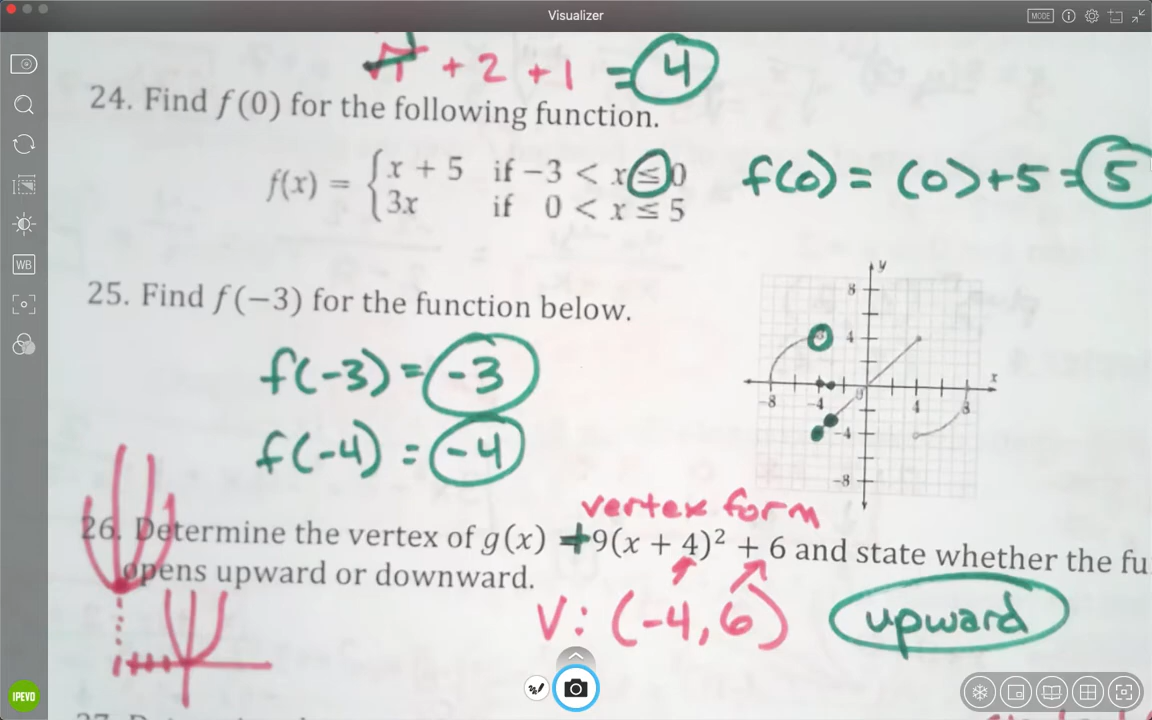 Visualizer
MODE
√1 + 2 + 1 = 4
24. Find f(0) for the following function.
f(x) = { x + 5 if −3 < x ≤ 0
3x if 0 < x ≤ 5
f(0) = (0)+5 = 5
25. Find f(−3) for the function below.
f(-3) = -3
f(-4) = -4
y
8
4
x
-8
-4
0
4
8
-4
-8
vertex form
26. Determine the vertex of g(x) = 9(x + 4)² + 6 and state whether the fu
opens upward or downward.
V: (-4, 6)
upward
WB
IPEVO